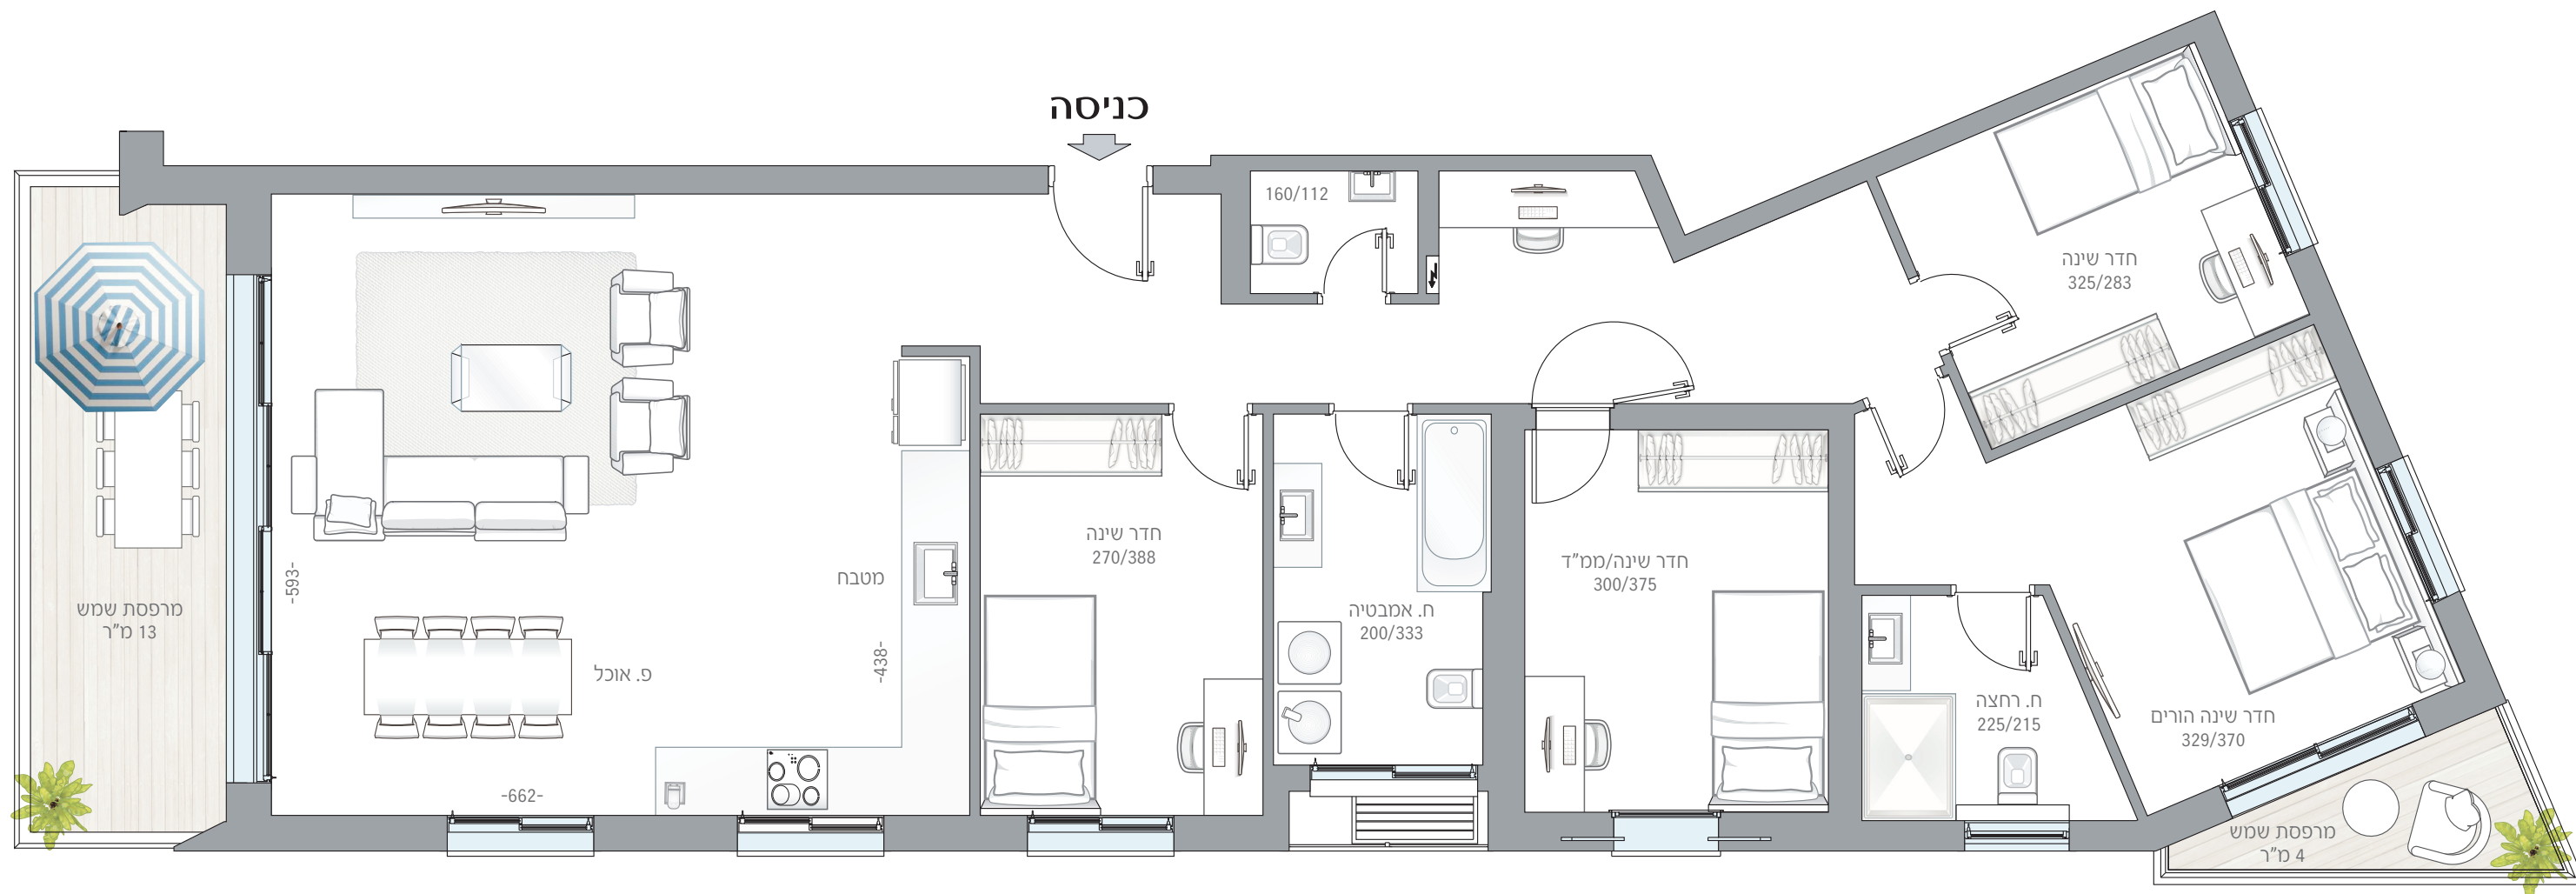 כניסה
160/112
חדר שינה
325/283
חדר שינה
270/388
חדר שינה/ממ"ד
300/375
מטבח
-593-
מרפסת שמש
13 מ"ר
ח. אמבטיה
200/333
-438-
פ. אוכל
ח. רחצה
225/215
חדר שינה הורים
329/370
-662-
מרפסת שמש
4 מ"ר